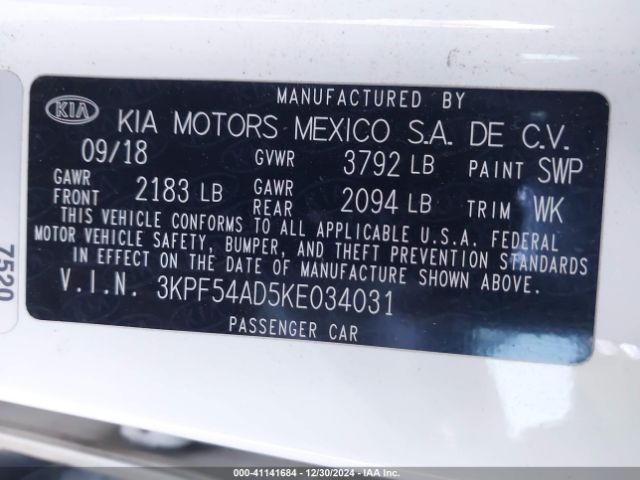 MANUFACTURED BY
KIA KIA MOTORS MEXICO S.A. DE C.V.
09/18 GVWR 3792 LB PAINT SWP
GAWR FRONT 2183 LB GAWR REAR 2094 LB TRIM WK
THIS VEHICLE CONFORMS TO ALL APPLICABLE U.S.A. FEDERAL
MOTOR VEHICLE SAFETY, BUMPER, AND THEFT PREVENTION STANDARDS
IN EFFECT ON THE DATE OF MANUFACTURE SHOWN ABOVE.
V.I.N. 3KPF54AD5KE034031
PASSENGER CAR
7520
000-41141684 • 12/30/2024 • IAA Inc.